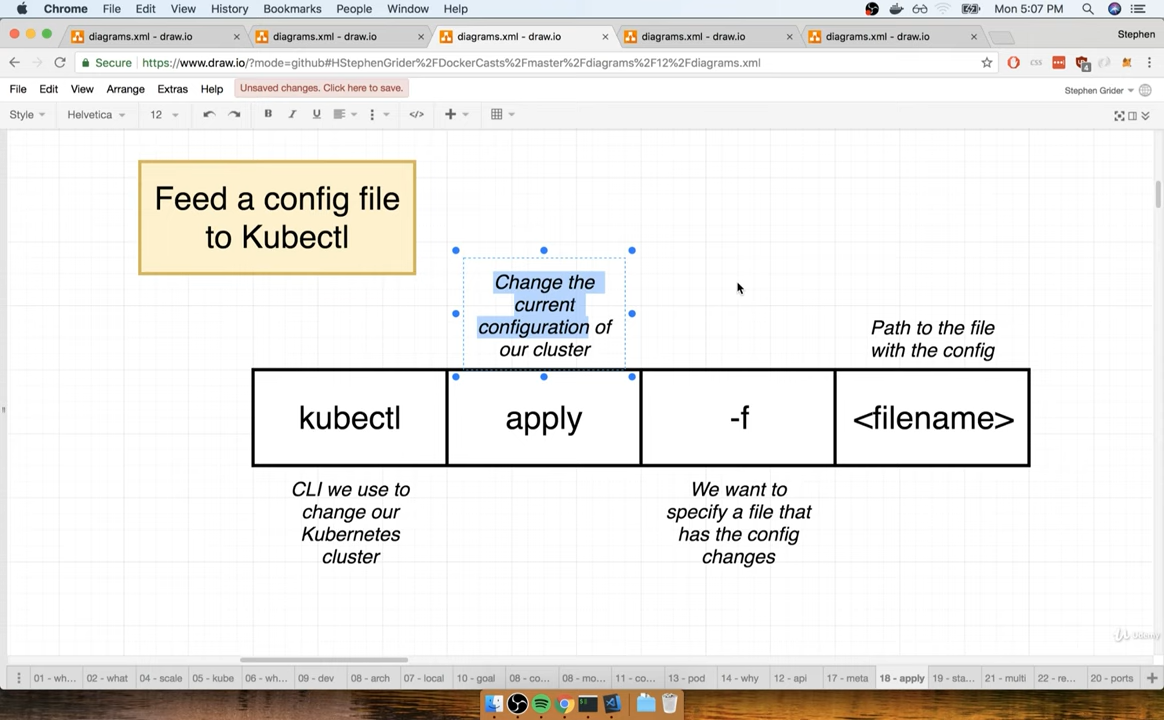 Chrome File Edit View History Bookmarks People Window Help Mon 5:07 PM
diagrams.xml - draw.io diagrams.xml - draw.io diagrams.xml - draw.io diagrams.xml - draw.io diagrams.xml - draw.io Stephen
Secure https://www.draw.io/?mode=github#HStephenGrider%2FDockerCasts%2Fmaster%2Fdiagrams%2F12%2Fdiagrams.xml css 4
File Edit View Arrange Extras Help Unsaved changes. Click here to save. Stephen Grider
Style Helvetica 12 B I U
Feed a config file
to Kubectl
Change the
current
configuration of
our cluster
Path to the file
with the config
kubectl apply -f <filename>
CLI we use to
change our
Kubernetes
cluster
We want to
specify a file that
has the config
changes
Udemy
01 - wh... 02 - what 04 - scale 05 - kube 06 - wh... 09 - dev 08 - arch 07 - local 10 - goal 08 - co... 08 - mo... 11 - co... 13 - pod 14 - why 12 - api 17 - meta 18 - apply 19 - sta... 21 - multi 22 - re... 20 - ports